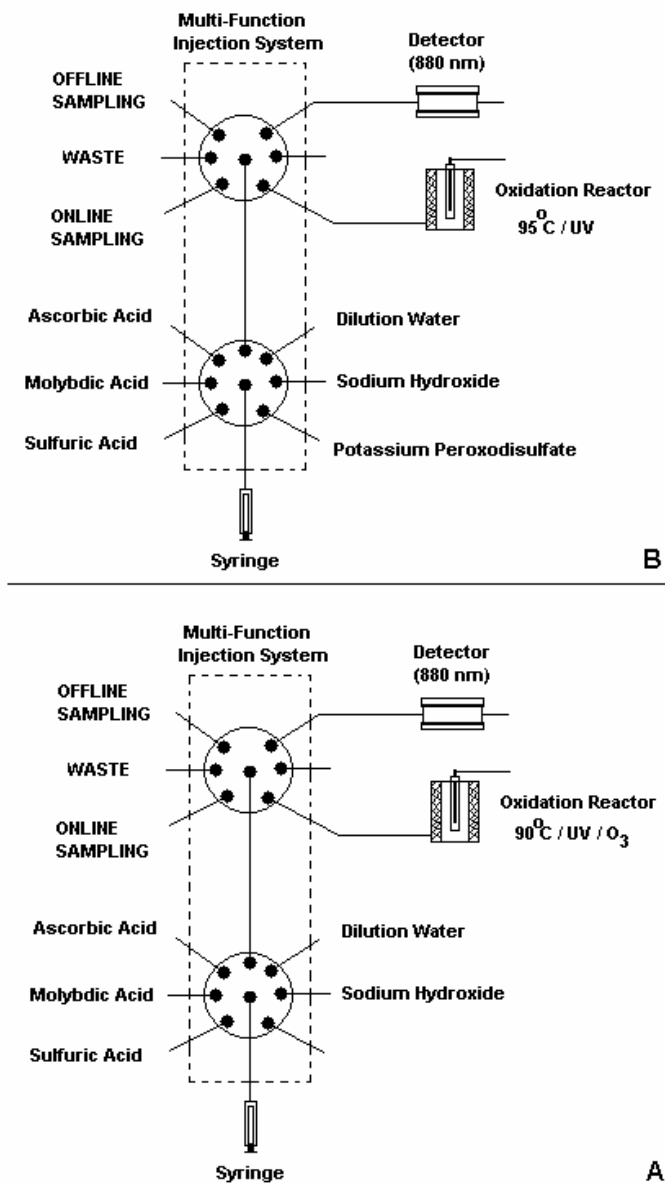 Multi-Function
Injection System
Detector
(880 nm)
OFFLINE
SAMPLING
WASTE
Oxidation Reactor
95°C / UV
ONLINE
SAMPLING
Ascorbic Acid
Dilution Water
Molybdic Acid
Sodium Hydroxide
Sulfuric Acid
Potassium Peroxodisulfate
Syringe
B
Multi-Function
Injection System
Detector
(880 nm)
OFFLINE
SAMPLING
WASTE
Oxidation Reactor
90°C / UV / O3
ONLINE
SAMPLING
Ascorbic Acid
Dilution Water
Molybdic Acid
Sodium Hydroxide
Sulfuric Acid
Syringe
A